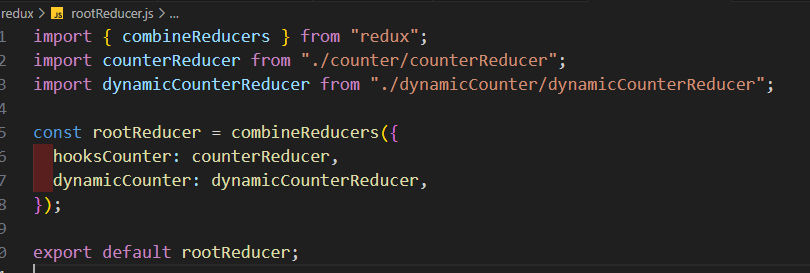 redux > JS rootReducer.js > ...
1 import { combineReducers } from "redux";
2 import counterReducer from "./counter/counterReducer";
3 import dynamicCounterReducer from "./dynamicCounter/dynamicCounterReducer";
4
5 const rootReducer = combineReducers({
6   hooksCounter: counterReducer,
7   dynamicCounter: dynamicCounterReducer,
8 });
9
0 export default rootReducer;